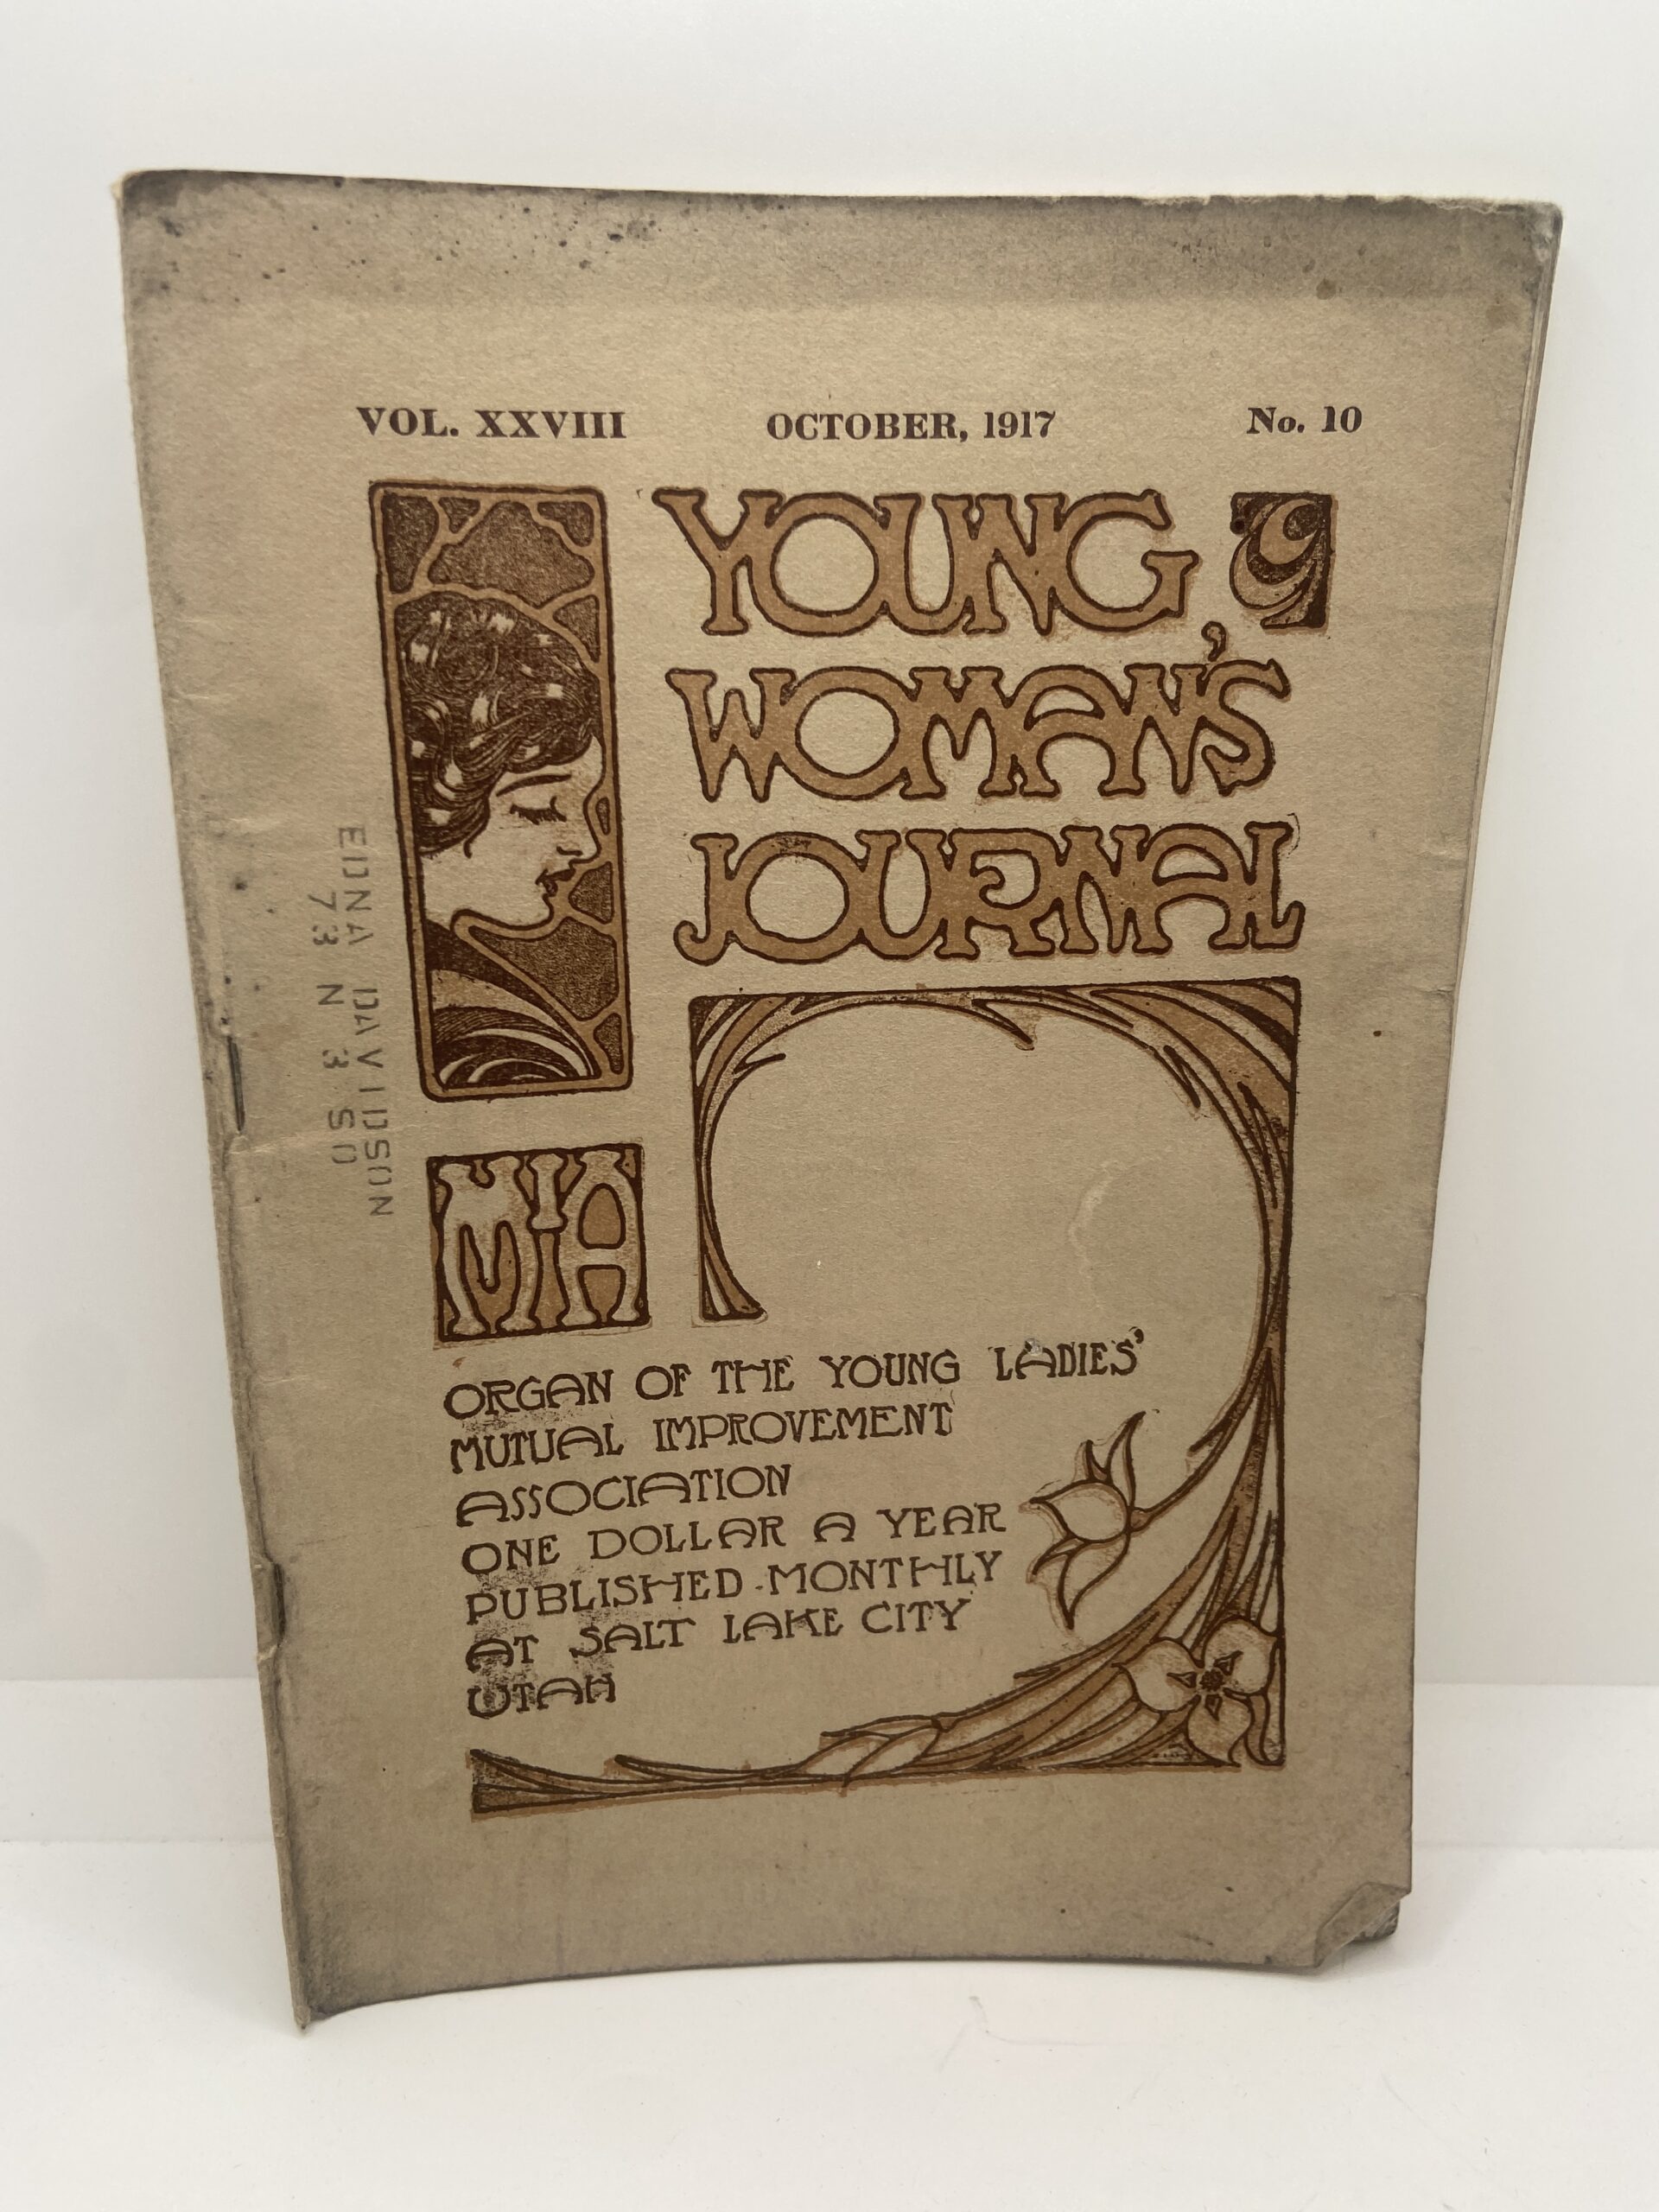 VOL. XXVIII OCTOBER, 1917 No. 10
YOUNG
WOMAN'S
JOURNAL
EDNA DAVIDSON
73 N 3 SO
MIA
ORGAN OF THE YOUNG LADIES'
MUTUAL IMPROVEMENT
ASSOCIATION
ONE DOLLAR A YEAR
PUBLISHED MONTHLY
AT SALT LAKE CITY
UTAH